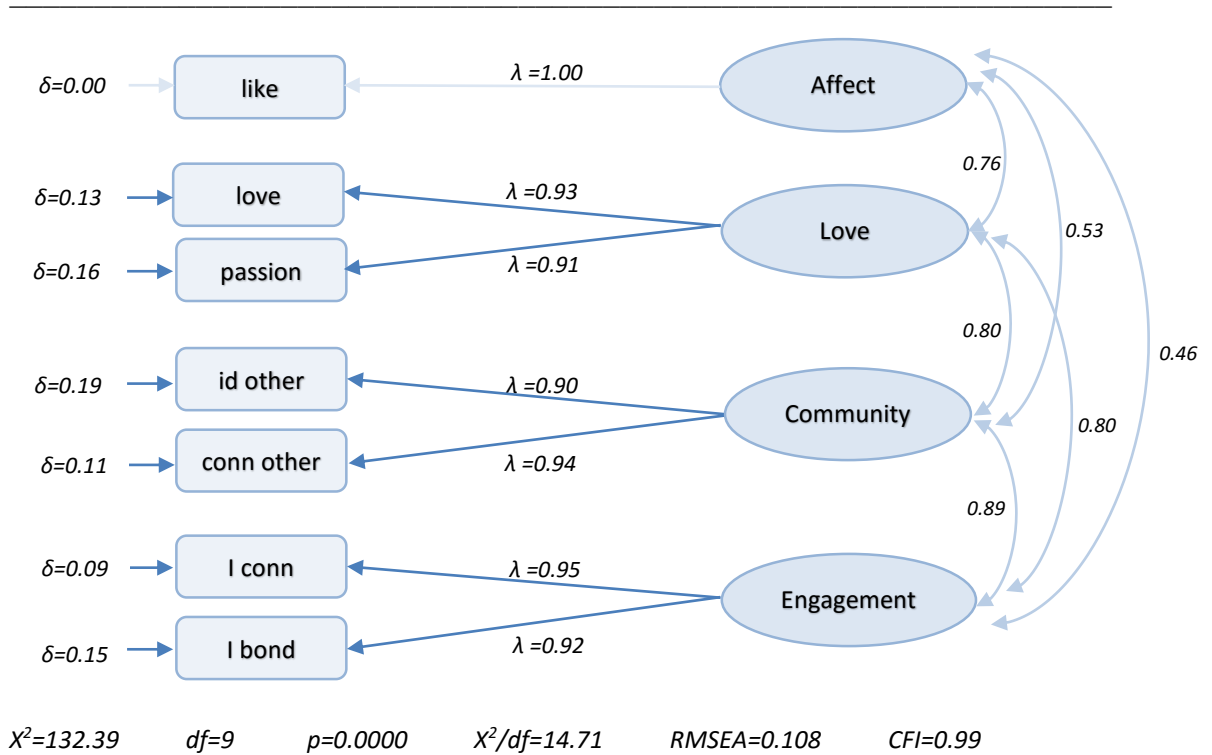 δ=0.00 like λ =1.00 Affect
0.76
δ=0.13 love λ =0.93
Love 0.53
δ=0.16 passion λ =0.91
0.80
0.46
δ=0.19 id other λ =0.90
Community 0.80
δ=0.11 conn other λ =0.94
0.89
δ=0.09 I conn λ =0.95
Engagement
δ=0.15 I bond λ =0.92
X²=132.39 df=9 p=0.0000 X²/df=14.71 RMSEA=0.108 CFI=0.99